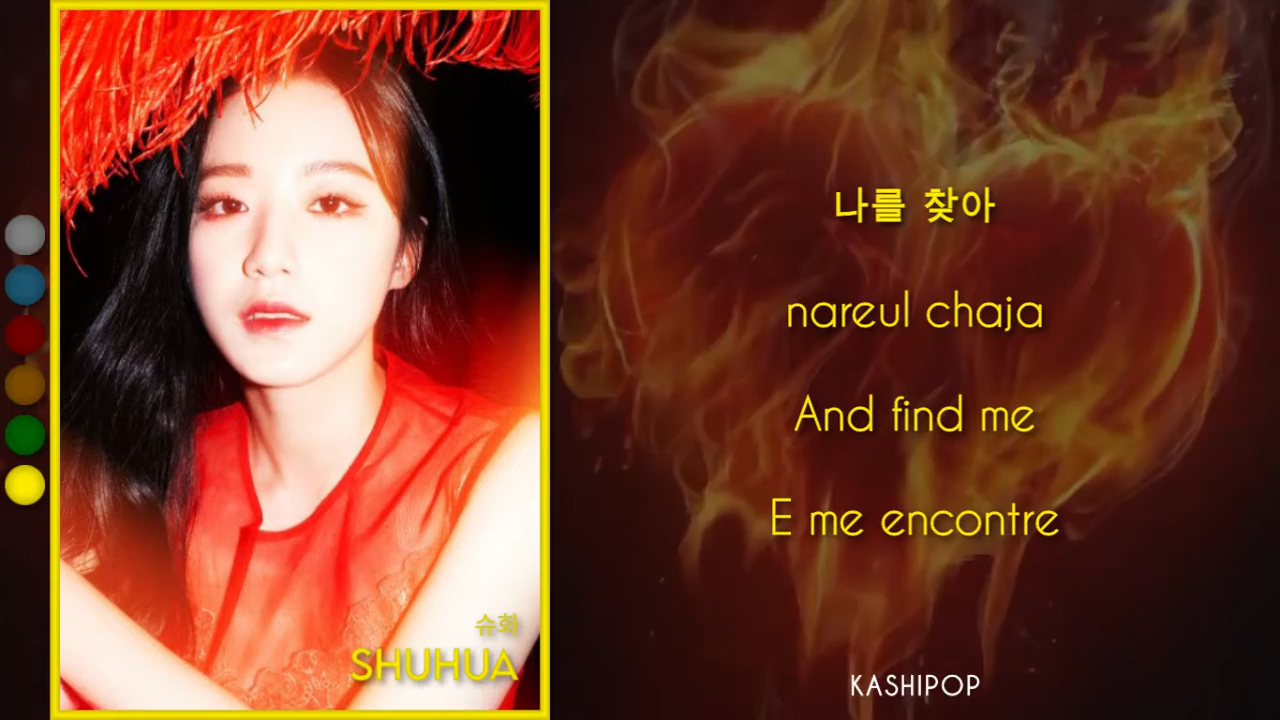 슈화
SHUHUA
나를 찾아
nareul chaja
And find me
E me encontre
KASHIPOP